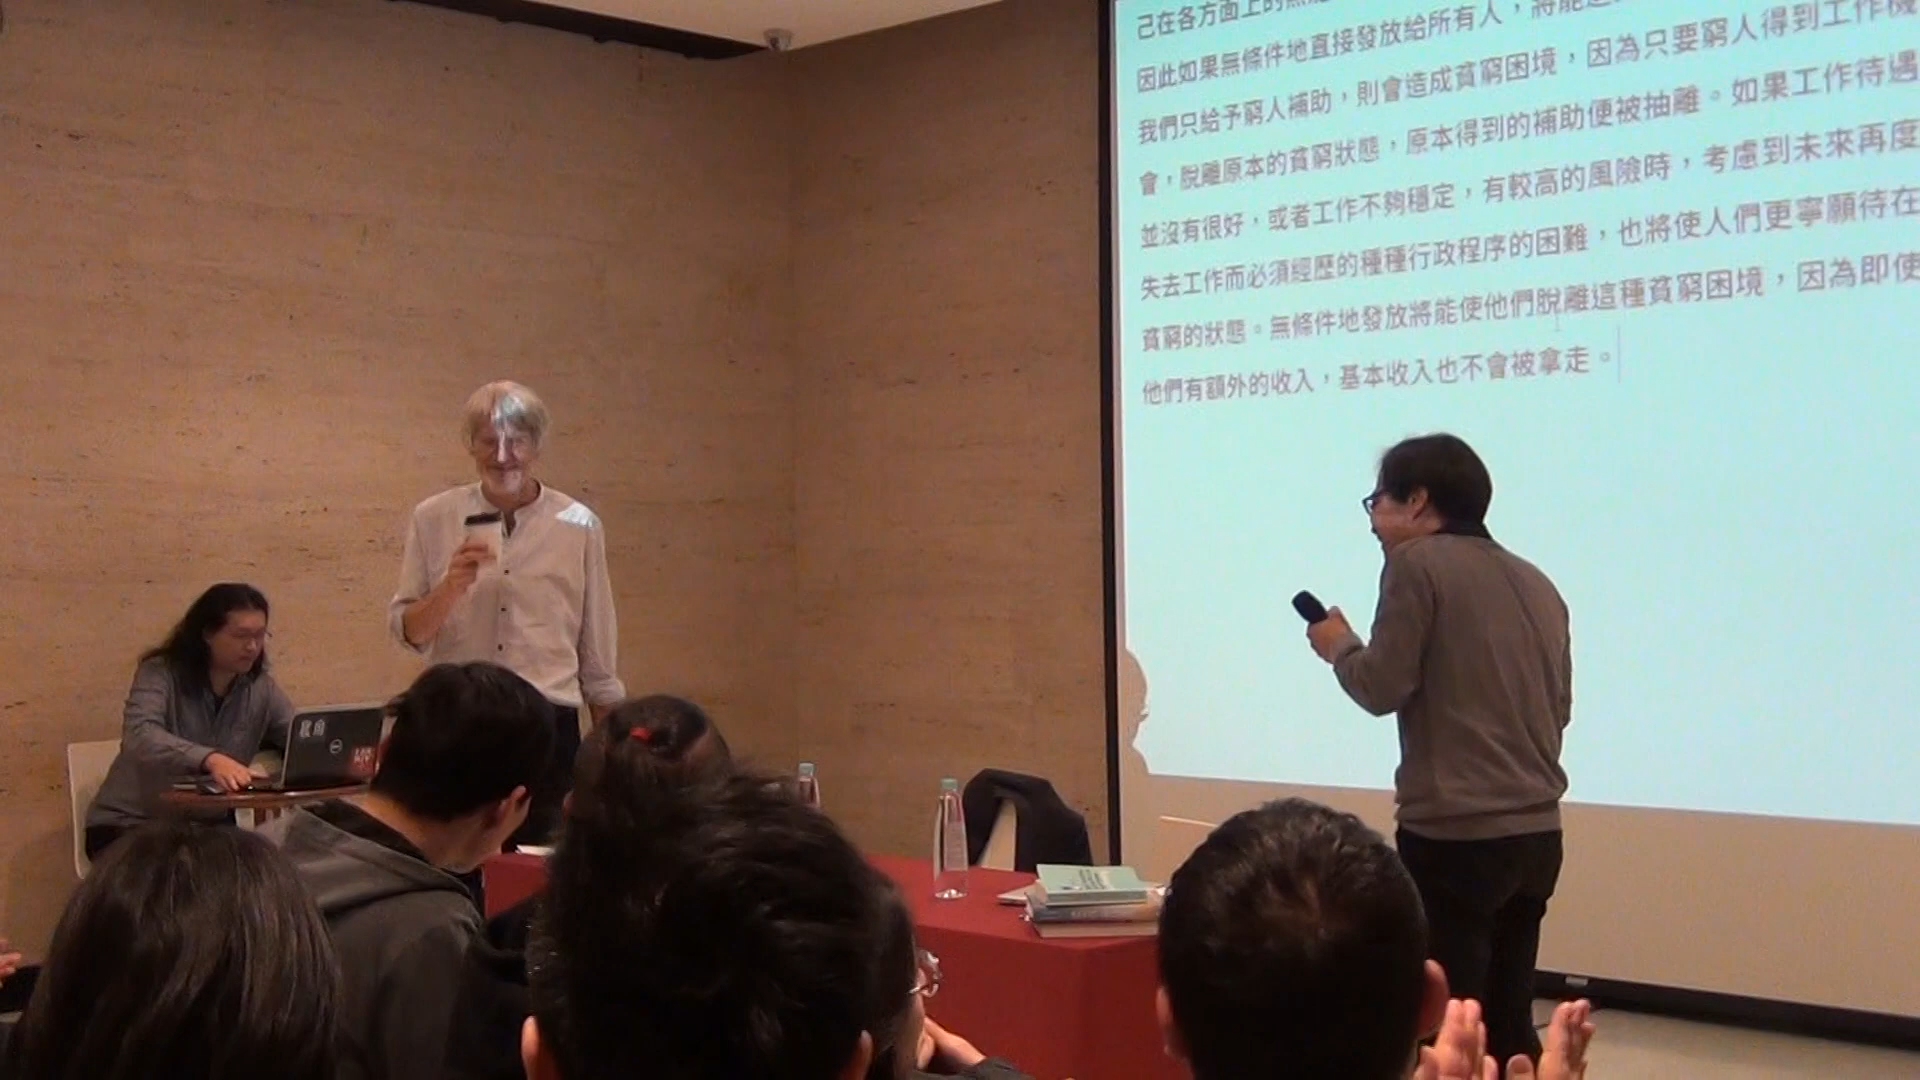 己在各方面上的無
因此如果無條件地直接發放給所有人，將能
我們只給予窮人補助，則會造成貧窮困境，因為只要窮人得到工作機
會，脫離原本的貧窮狀態，原本得到的補助便被抽離。如果工作待遇
並沒有很好，或者工作不夠穩定，有較高的風險時，考慮到未來再度
失去工作而必須經歷的種種行政程序的困難，也將使人們更寧願待在
貧窮的狀態。無條件地發放將能使他們脫離這種貧窮困境，因為即使
他們有額外的收入，基本收入也不會被拿走。